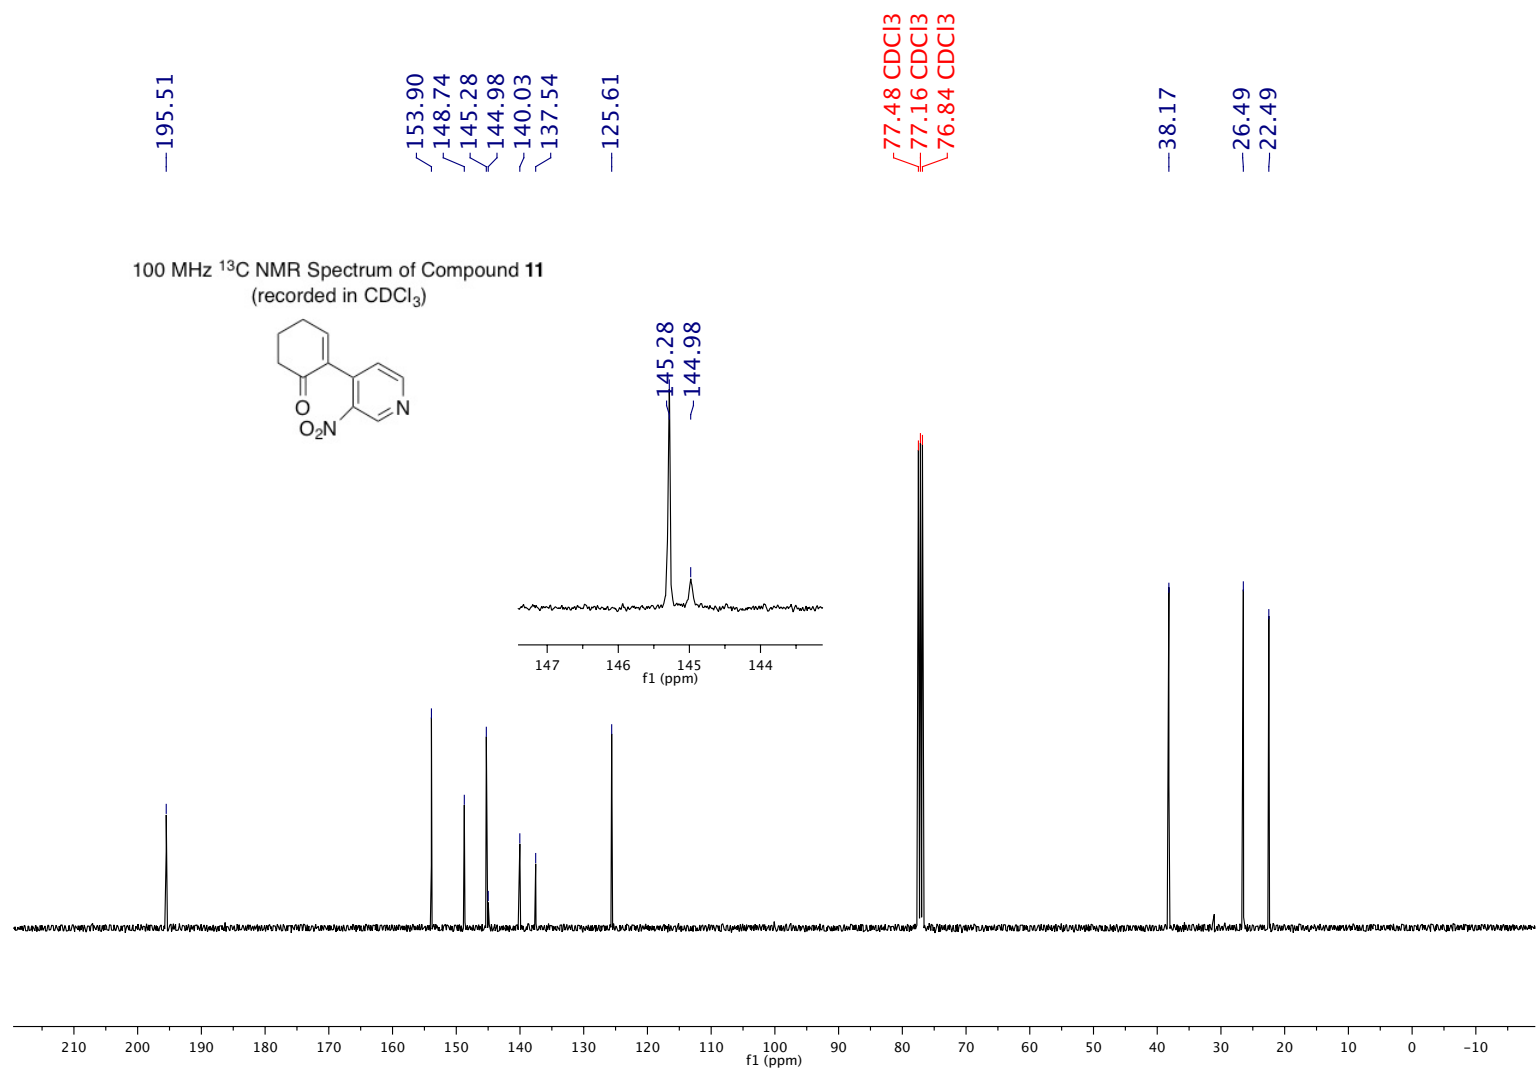 195.51
153.90
148.74
145.28
144.98
140.03
137.54
125.61
77.48 CDCl3
77.16 CDCl3
76.84 CDCl3
38.17
26.49
22.49
100 MHz ¹³C NMR Spectrum of Compound 11
(recorded in CDCl₃)
O
O₂N
N
145.28
144.98
147 146 145 144
f1 (ppm)
210 200 190 180 170 160 150 140 130 120 110 100 90 80 70 60 50 40 30 20 10 0 −10
f1 (ppm)